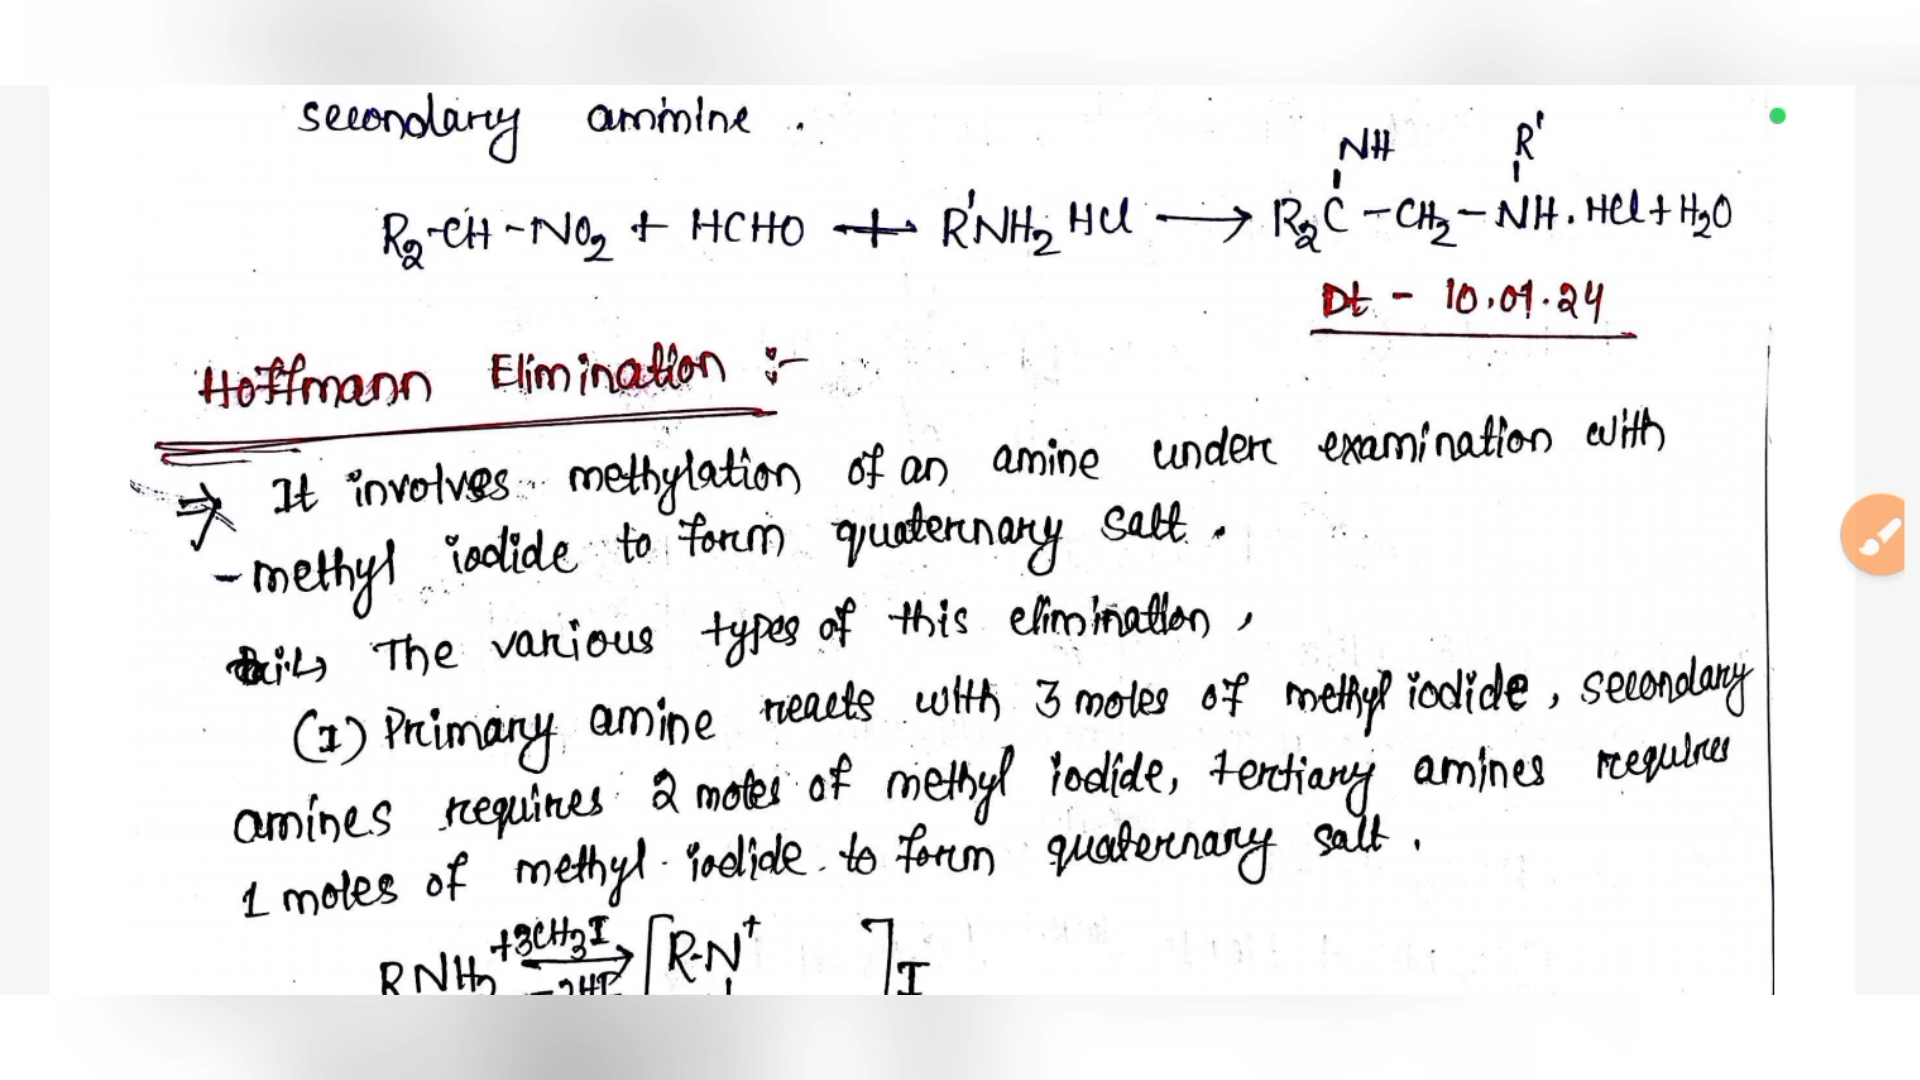 secondary ammine .
NH R'
R2-CH-NO2 + HCHO + R'NH2 HCl ⟶ R2C-CH2-NH.HCl+H2O
Dt - 10.01.24
Hoffmann Elimination :-
⇒ It involves methylation of an amine under examination with
-methyl iodide to form quaternary salt .
↳ The various types of this elimination ,
(I) Primary amine reacts with 3 moles of methyl iodide, secondary
amines requires 2 moles of methyl iodide, tertiary amines requires
1 moles of methyl iodide to form quaternary salt .
RNH2 +3CH3I ⟶ [R-N+ ]I
-2HI